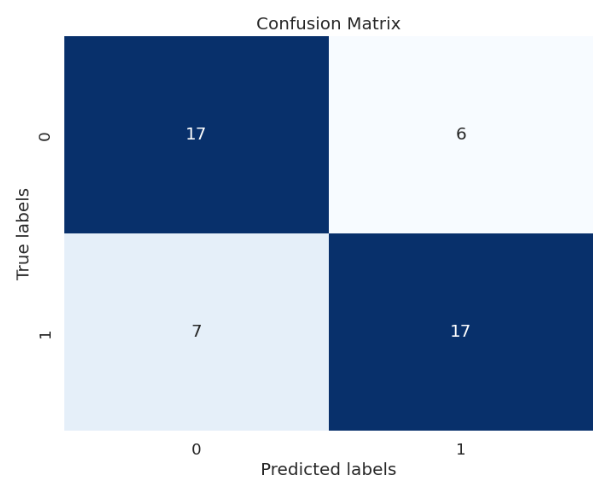 Confusion Matrix
0
17
6
True labels
1
7
17
0
1
Predicted labels